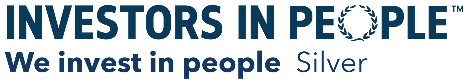 INVESTORS IN PEOPLE™
We invest in people Silver